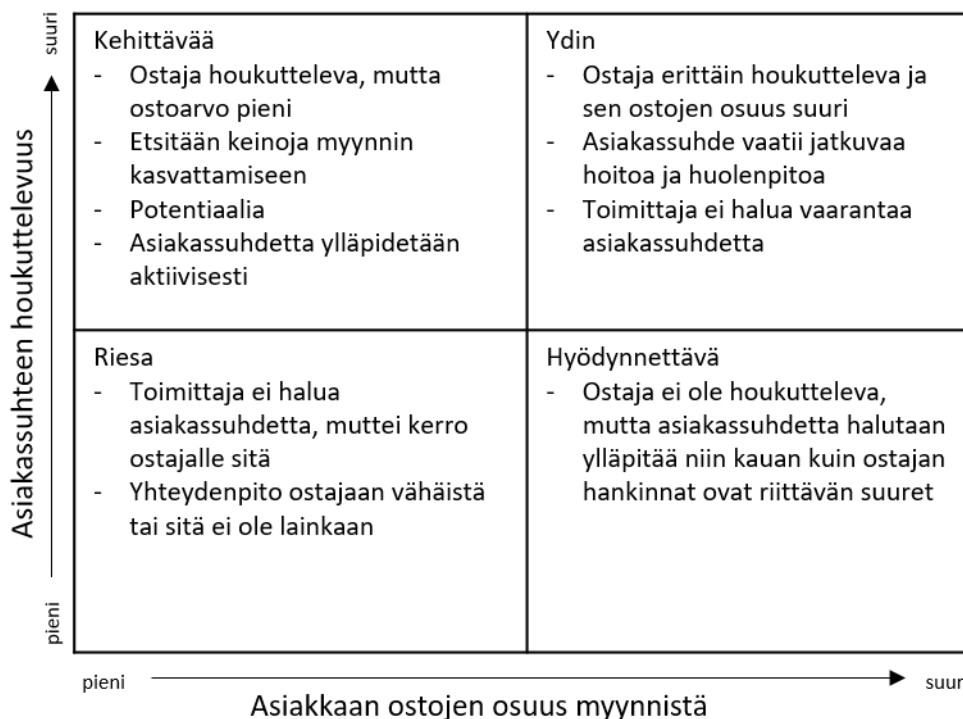 suuri
Asiakassuhteen houkuttelevuus
pieni
Kehittävää
- Ostaja houkutteleva, mutta
ostoarvo pieni
- Etsitään keinoja myynnin
kasvattamiseen
- Potentiaalia
- Asiakassuhdetta ylläpidetään
aktiivisesti
Ydin
- Ostaja erittäin houkutteleva ja
sen ostojen osuus suuri
- Asiakassuhde vaatii jatkuvaa
hoitoa ja huolenpitoa
- Toimittaja ei halua vaarantaa
asiakassuhdetta
Riesa
- Toimittaja ei halua
asiakassuhdetta, muttei kerro
ostajalle sitä
- Yhteydenpito ostajaan vähäistä
tai sitä ei ole lainkaan
Hyödynnettävä
- Ostaja ei ole houkutteleva,
mutta asiakassuhdetta halutaan
ylläpitää niin kauan kuin ostajan
hankinnat ovat riittävän suuret
pieni
suuri
Asiakkaan ostojen osuus myynnistä